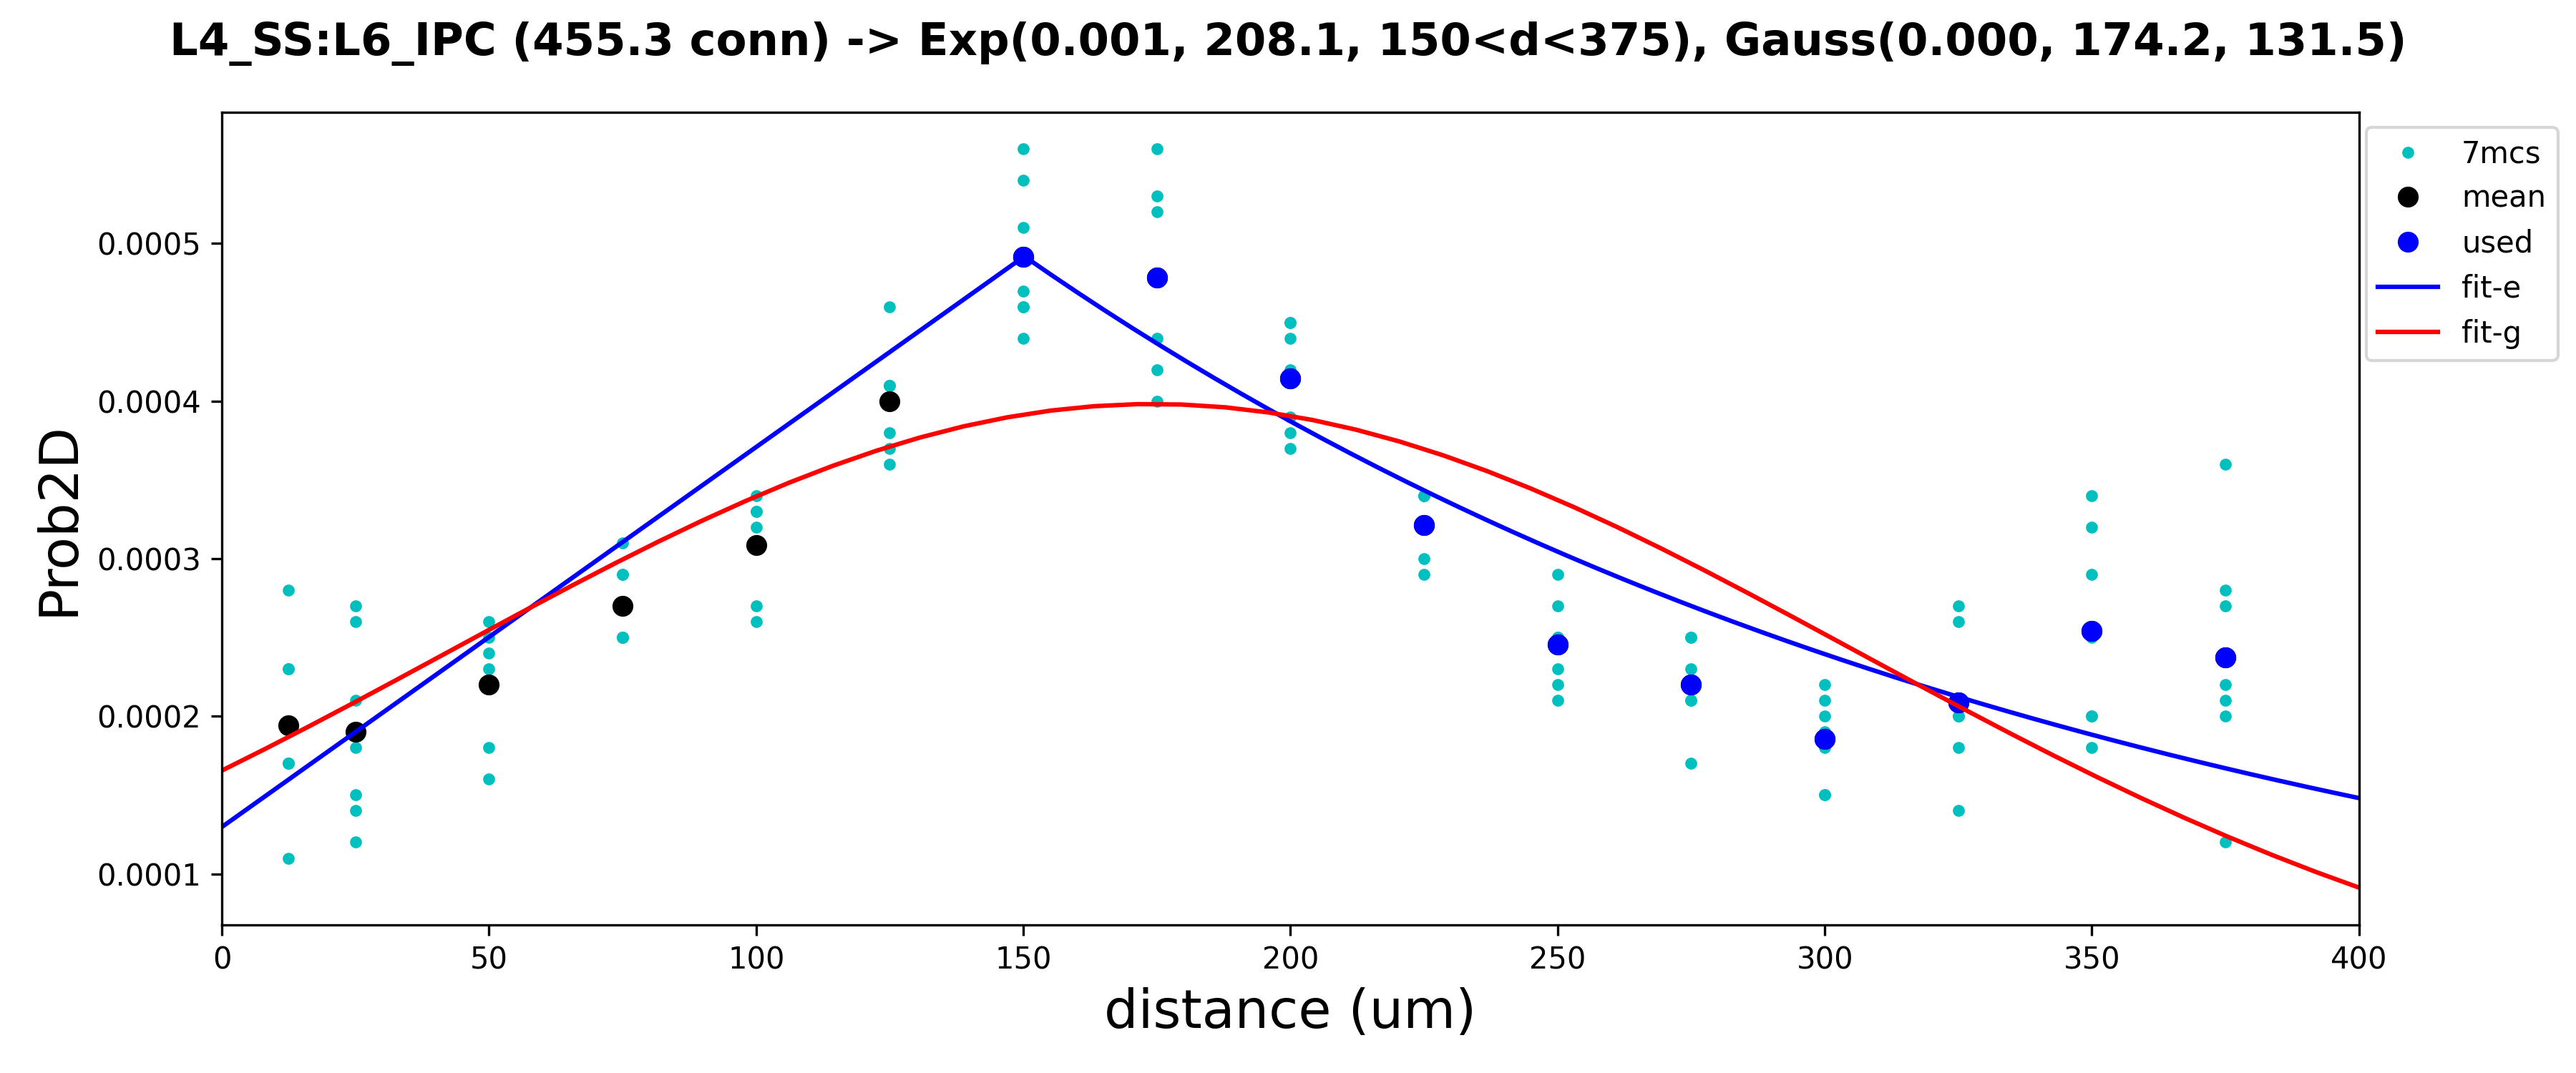 L4_SS:L6_IPC (455.3 conn) -> Exp(0.001, 208.1, 150<d<375), Gauss(0.000, 174.2, 131.5)
7mcs
mean
used
fit-e
fit-g
Prob2D
0.0005
0.0004
0.0003
0.0002
0.0001
0 50 100 150 200 250 300 350 400
distance (um)